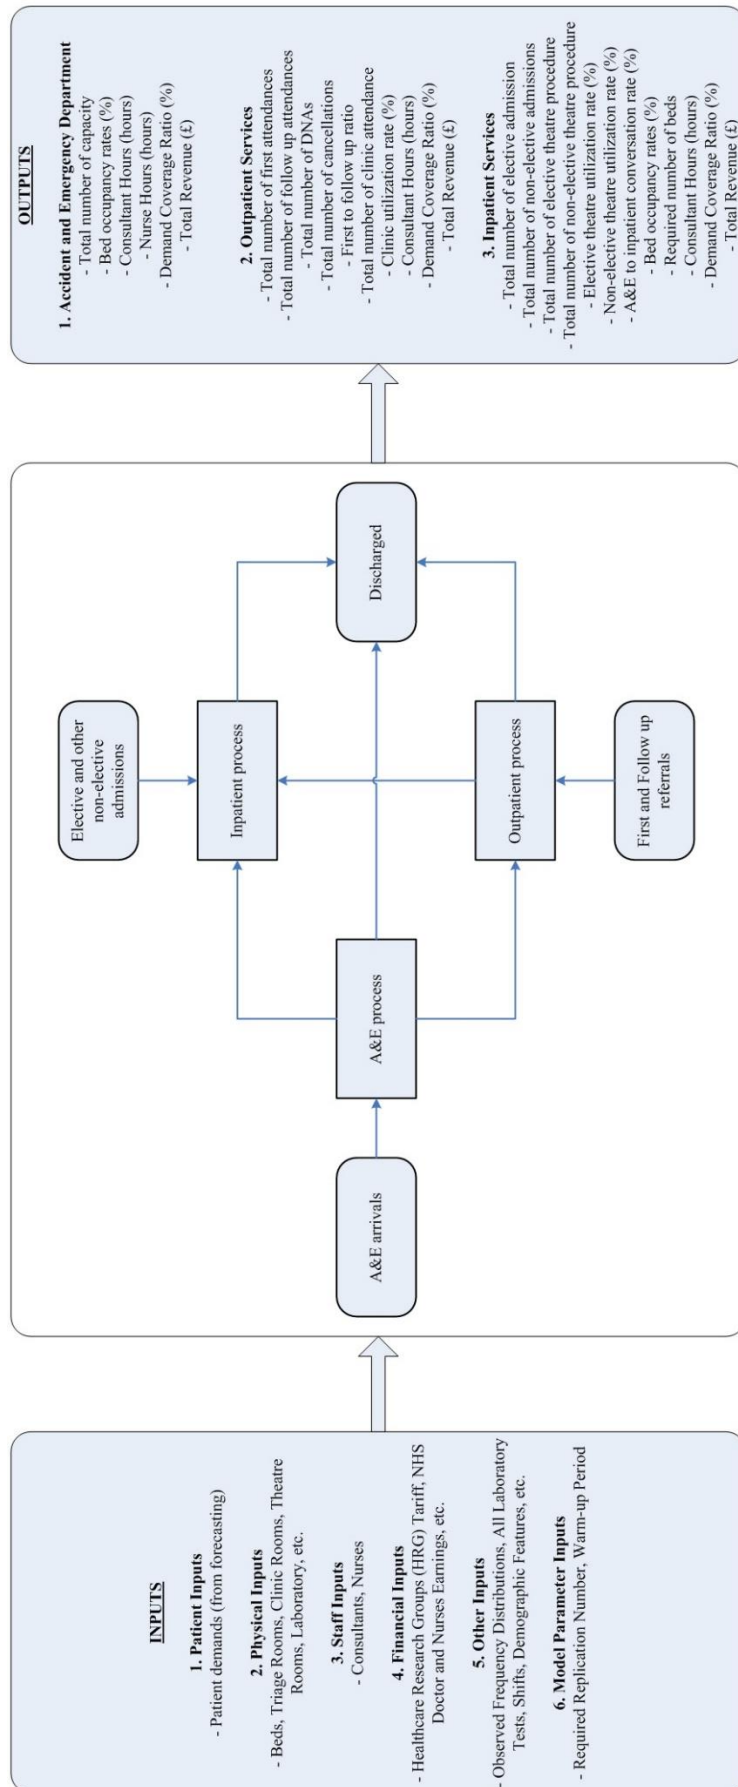 INPUTS
1. Patient Inputs
- Patient demands (from forecasting)
2. Physical Inputs
- Beds, Triage Rooms, Clinic Rooms, Theatre
Rooms, Laboratory, etc.
3. Staff Inputs
- Consultants, Nurses
4. Financial Inputs
- Healthcare Research Groups (HRG) Tariff, NHS
Doctor and Nurses Earnings, etc.
5. Other Inputs
- Observed Frequency Distributions, All Laboratory
Tests, Shifts, Demographic Features, etc.
6. Model Parameter Inputs
- Required Replication Number, Warm-up Period
A&E arrivals
A&E process
Elective and other
non-elective
admissions
Inpatient process
Outpatient process
First and Follow up
referrals
Discharged
OUTPUTS
1. Accident and Emergency Department
- Total number of capacity
- Bed occupancy rates (%)
- Consultant Hours (hours)
- Nurse Hours (hours)
- Demand Coverage Ratio (%)
- Total Revenue (£)
2. Outpatient Services
- Total number of first attendances
- Total number of follow up attendances
- Total number of DNAs
- Total number of cancellations
- First to follow up ratio
- Total number of clinic attendance
- Clinic utilization rate (%)
- Consultant Hours (hours)
- Demand Coverage Ratio (%)
- Total Revenue (£)
3. Inpatient Services
- Total number of elective admission
- Total number of non-elective admissions
- Total number of elective theatre procedure
- Total number of non-elective theatre procedure
- Elective theatre utilization rate (%)
- Non-elective theatre utilization rate (%)
- A&E to inpatient conversation rate (%)
- Bed occupancy rates (%)
- Required number of beds
- Consultant Hours (hours)
- Demand Coverage Ratio (%)
- Total Revenue (£)